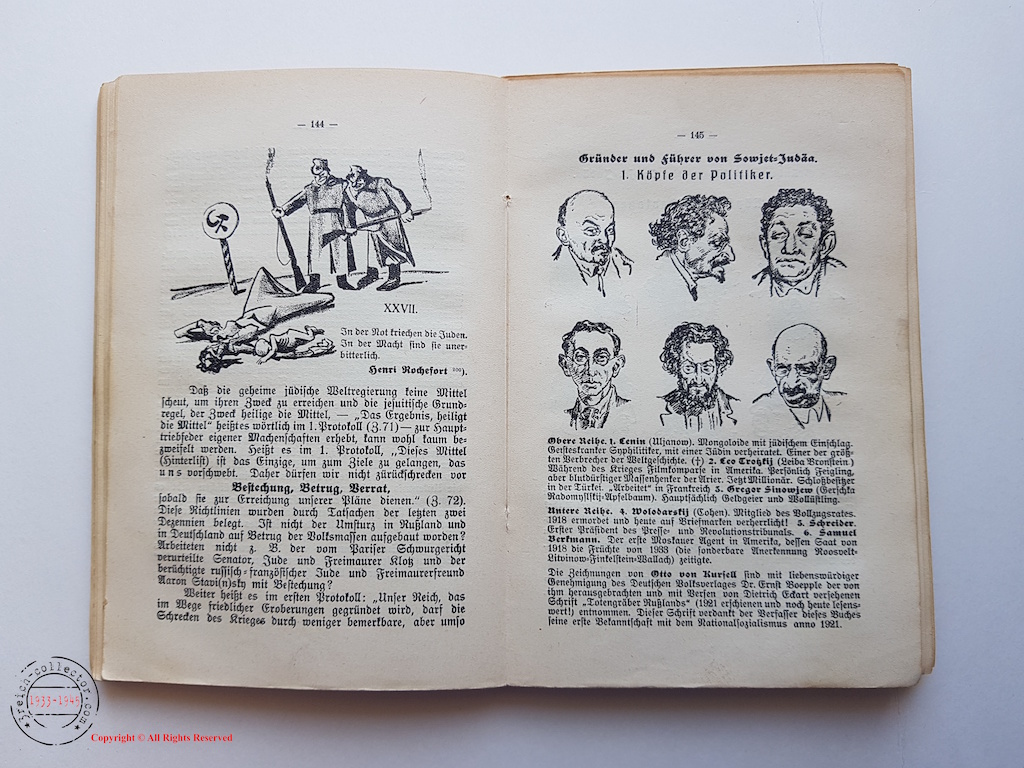 — 144 —
XXVII.
In der Not kriechen die Juden.
In der Macht sind sie uner-
bitterlich.
Henri Rochefort
Daß die geheime jüdische Weltregierung keine Mittel
scheut, um ihren Zweck zu erreichen und die jesuitische Grund-
regel, der Zweck heilige die Mittel, — „Das Ergebnis, heiligt
die Mittel“ heißt es wörtlich im 1. Protokoll (Z. 71) — zur Haupt-
triebfeder eigener Machenschaften erhebt, kann wohl kaum be-
zweifelt werden. Heißt es im 1. Protokoll, „Dieses Mittel
(Hinterlist) ist das Einzige, um zum Ziele zu gelangen, das
uns vorschwebt. Daher dürfen wir nicht zurückschrecken vor
Bestechung, Betrug, Verrat,
sobald sie zur Erreichung unserer Pläne dienen.“ (Z. 72)
Diese Richtlinien wurden durch Tatsachen der letzten zwei
Dezennien belegt. Ist nicht der Umsturz in Rußland und
in Deutschland auf Betrug der Volksmassen aufgebaut worden?
Arbeiteten nicht z. B. der vom Pariser Schwurgericht
verurteilte Senator, Jude und Freimaurer Klotz und der
berüchtigte russisch-französischer Jude und Freimaurerfreund
Aaron Stavi(n)sky mit Bestechung?
Weiter heißt es im ersten Protokoll: „Unser Reich, das
im Wege friedlicher Eroberungen gegründet wird, darf die
Schrecken des Krieges durch weniger bemerkbare, aber umso
— 145 —
Gründer und Führer von Sowjet-Judäa.
1. Köpfe der Politiker.
Obere Reihe. 1. Lenin (Uljanow). Mongoloide mit jüdischem Einschlag.
Geisteskranker Syphilitiker, mit einer Jüdin verheiratet. Einer der größ-
ten Verbrecher der Weltgeschichte. (†) 2. Leo Trotzkij (Leiba Bronstein)
Während des Krieges Filmkomparse in Amerika. Persönlich Feigling,
aber blutdürstiger Massenhenker der Arier. Jetzt Millionär. Schloßbesitzer
in der Türkei. „Arbeitet“ in Frankreich 3. Gregor Sinowjew (Gerschka
Radomysslkij-Apfelbaum). Hauptsächlich Geldgeier und Wollüstling.
Untere Reihe. 4. Wolodarskij (Cohen). Mitglied des Vollzugsrates.
1918 ermordet und heute auf Briefmarken verherrlicht! 5. Schreider.
Erster Präsident des Presse- und Revolutionstribunals. 6. Samuel
Berkmann. Der erste Moskauer Agent in Amerika, dessen Saat von
1918 die Früchte von 1933 (die sonderbare Anerkennung Roosvelt-
Litwinow-Finkelstein-Wallach) zeitigte.
Die Zeichnungen von Otto von Kursell sind mit liebenswürdiger
Genehmigung des Deutschen Volksverlages Dr. Ernst Boepple der von
ihm herausgebrachten und mit Versen von Dietrich Eckart versehenen
Schrift „Totengräber Rußlands“ (1921 erschienen und noch heute lesens-
wert!) entnommen. Dieser Schrift verdankt der Verfasser dieses Buches
seine erste Bekanntschaft mit dem Nationalsozialismus anno 1921.
3reich-collector.com
1933-1945
Copyright © All Rights Reserved